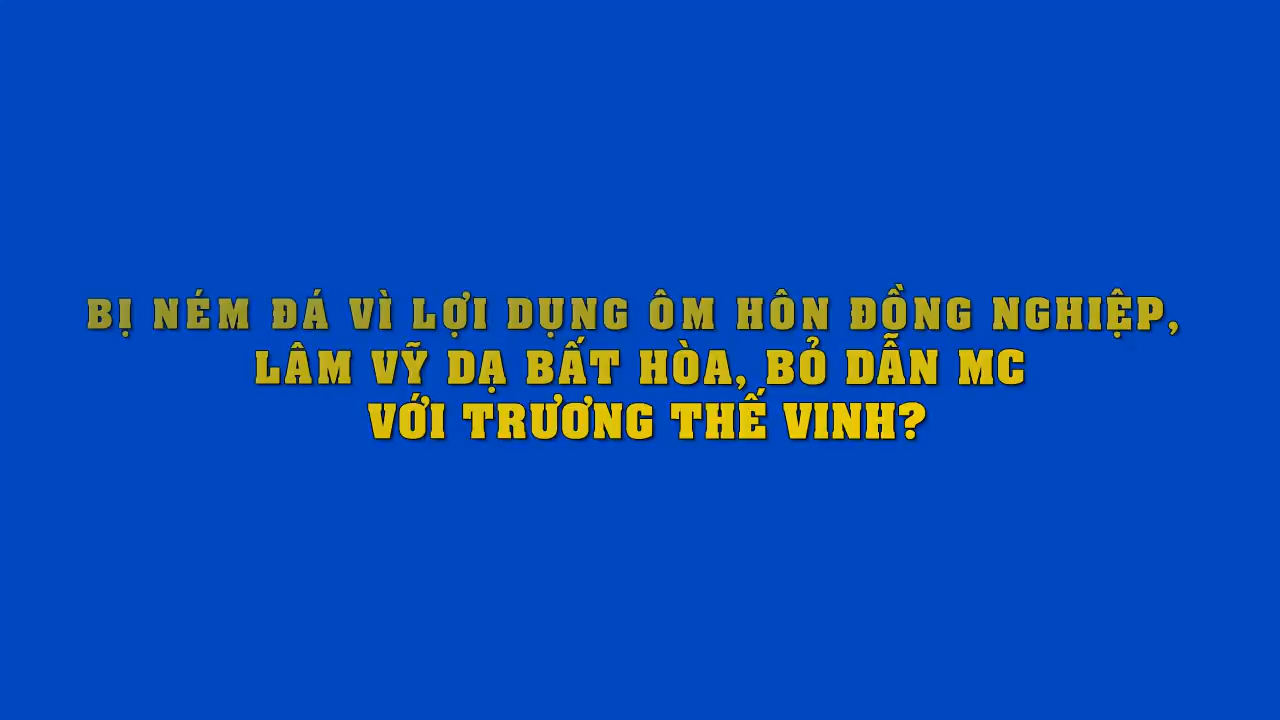 BỊ NÉM ĐÁ VÌ LỢI DỤNG ÔM HÔN ĐỒNG NGHIỆP,
LÂM VỸ DẠ BẤT HÒA, BỎ DẪN MC
VỚI TRƯƠNG THẾ VINH?